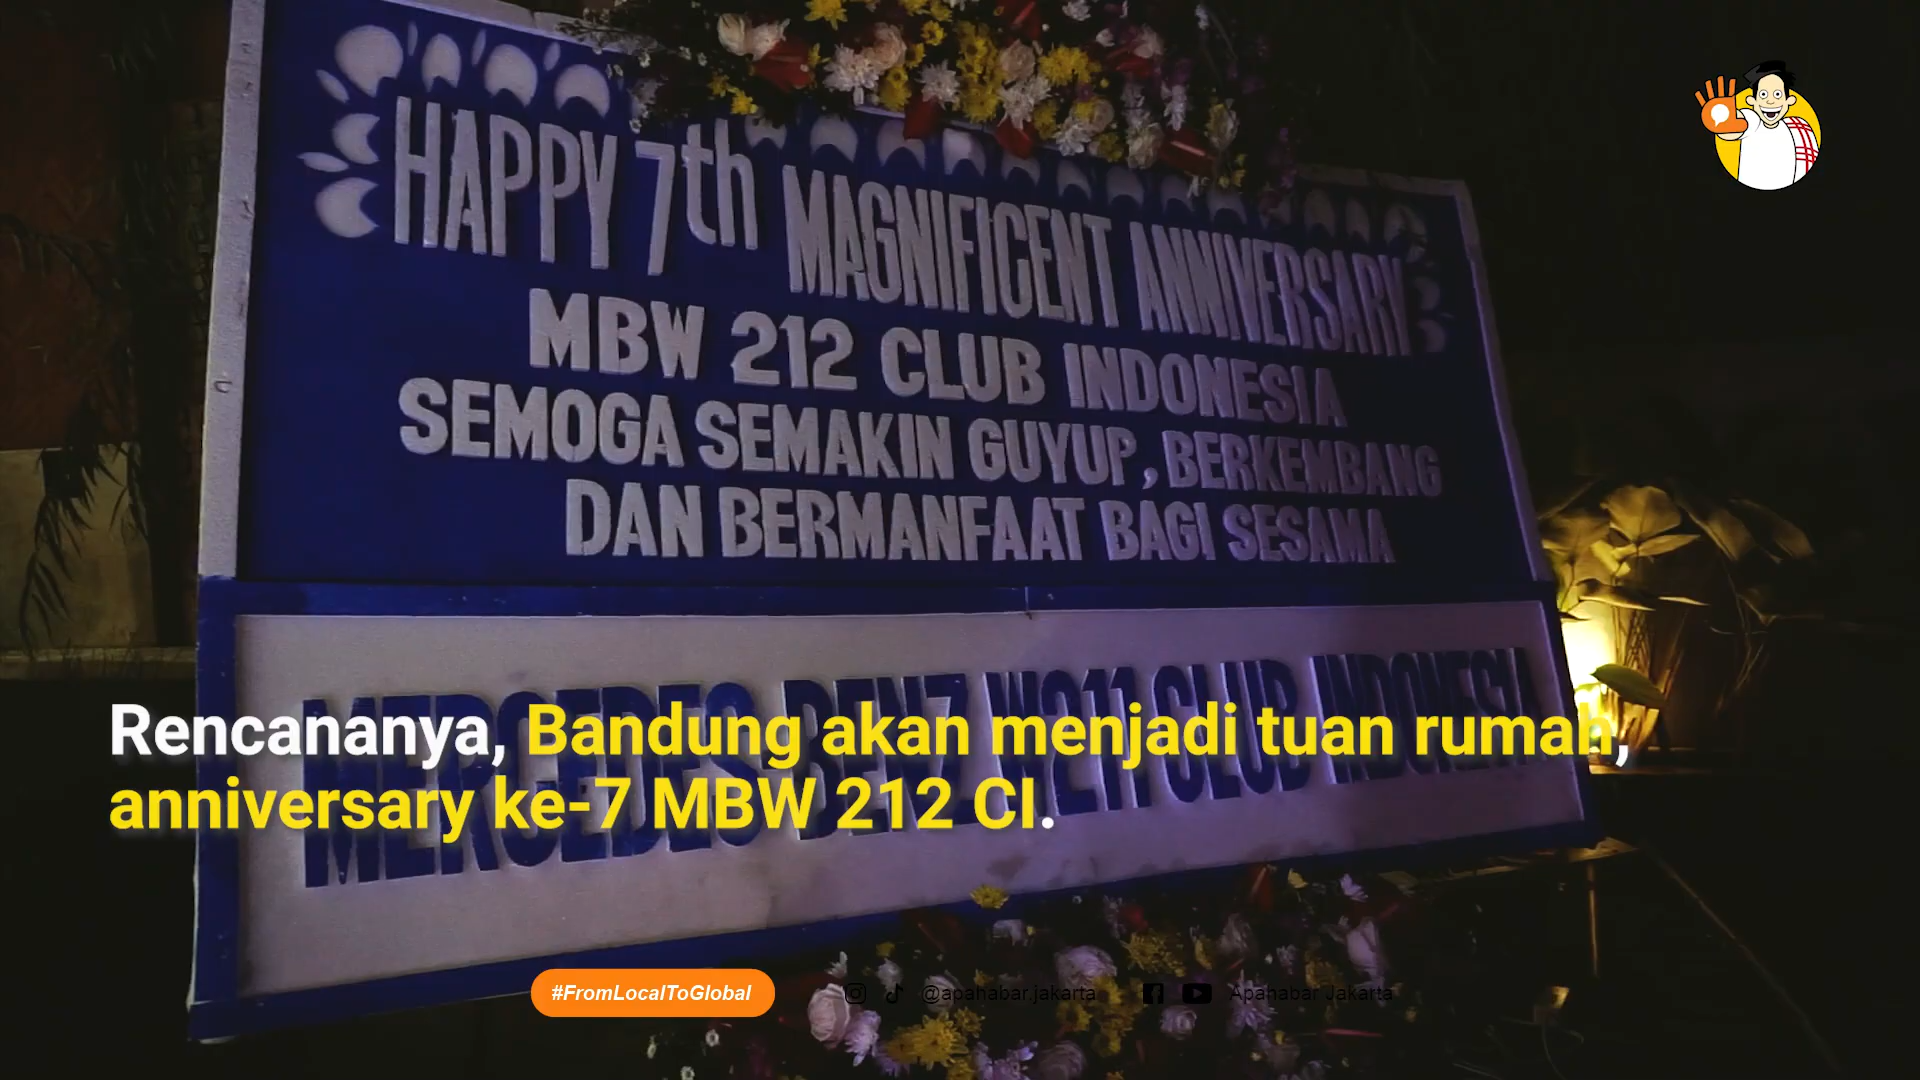 HAPPY 7th MAGNIFICENT ANNIVERSARY
MBW 212 CLUB INDONESIA
SEMOGA SEMAKIN GUYUP, BERKEMBANG
DAN BERMANFAAT BAGI SESAMA
MERCEDES-BENZ W211 CLUB INDONESIA
Rencananya, Bandung akan menjadi tuan rumah,
anniversary ke-7 MBW 212 CI.
#FromLocalToGlobal
@apahabar.jakarta
Apahabar Jakarta